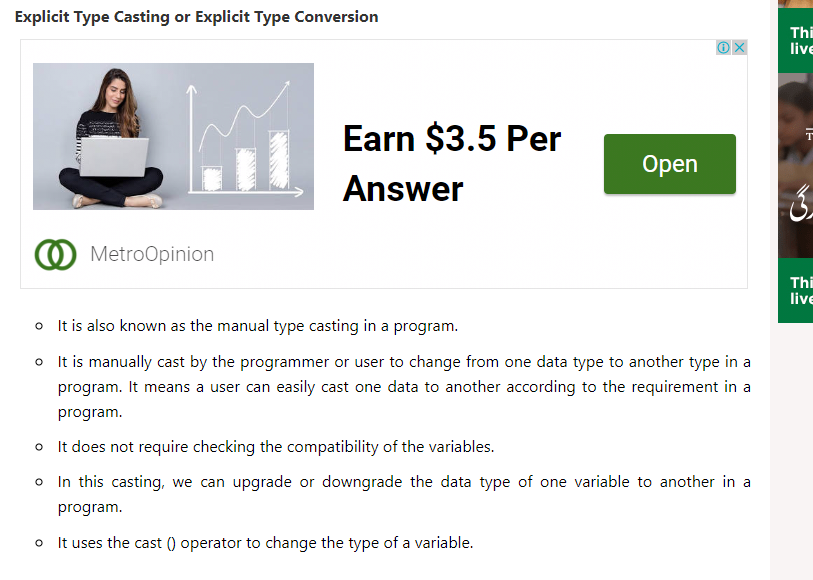 Explicit Type Casting or Explicit Type Conversion
Earn $3.5 Per
Answer
Open
MetroOpinion
It is also known as the manual type casting in a program.
It is manually cast by the programmer or user to change from one data type to another type in a
program. It means a user can easily cast one data to another according to the requirement in a
program.
It does not require checking the compatibility of the variables.
In this casting, we can upgrade or downgrade the data type of one variable to another in a
program.
It uses the cast () operator to change the type of a variable.
Thi
live
Thi
live